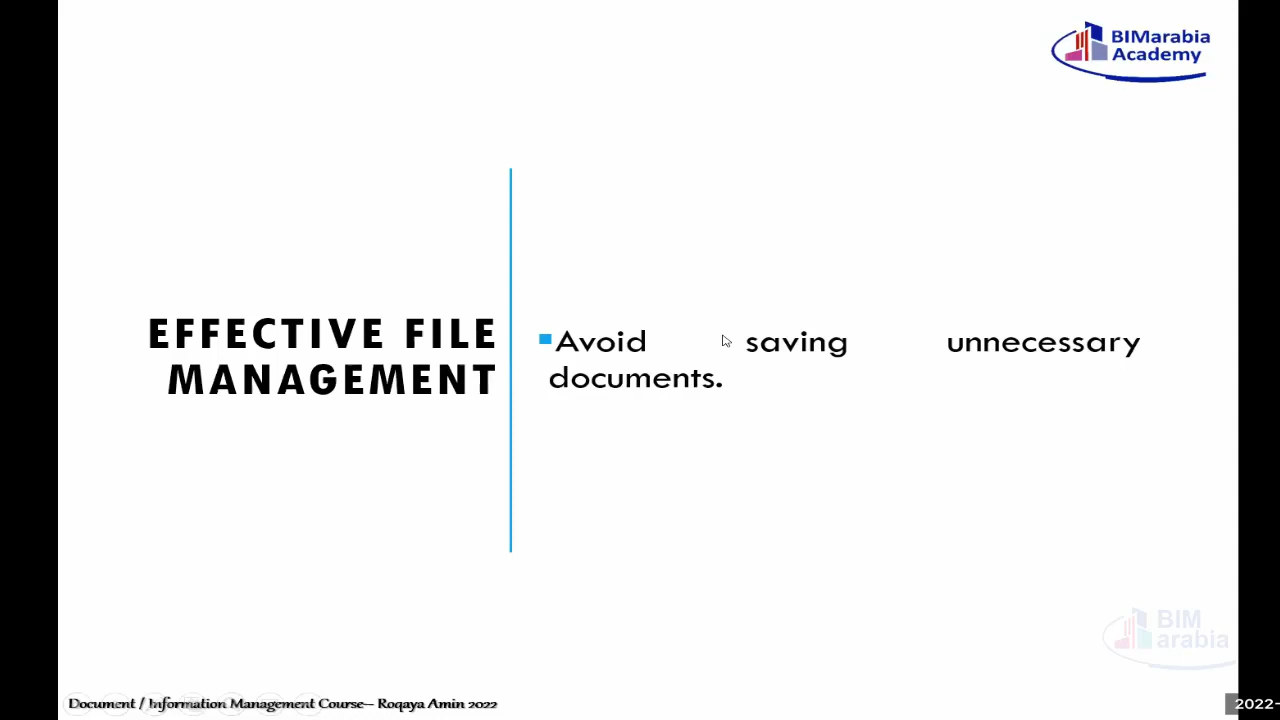 BIMarabia
Academy
EFFECTIVE FILE
MANAGEMENT
Avoid saving unnecessary
documents.
BIM
arabia
Document / Information Management Course– Roqaya Amin 2022
2022-